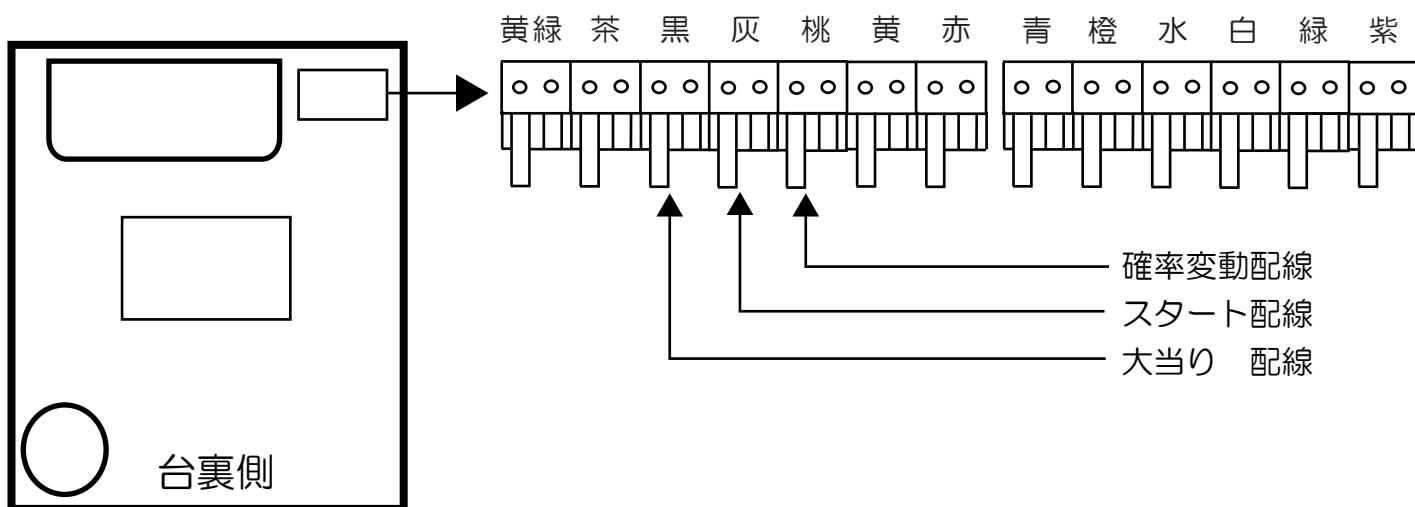 黄緑 茶 黒 灰 桃 黄 赤 青 橙 水 白 緑 紫
確率変動配線
スタート配線
大当り　配線
台裏側